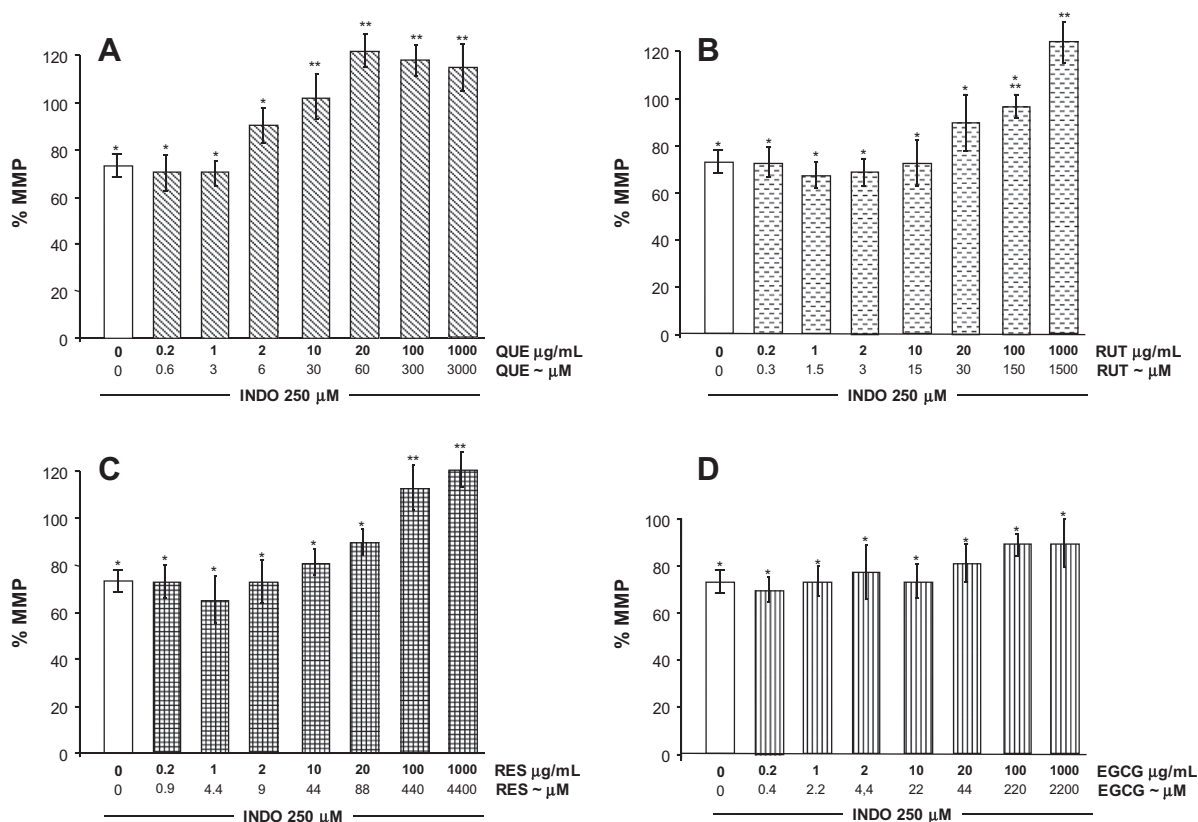 A
% MMP
120
100
80
60
40
20
0
* * * * ** ** ** **
0 0.2 1 2 10 20 100 1000 QUE µg/mL
0 0.6 3 6 30 60 300 3000 QUE ~ µM
INDO 250 µM
B
% MMP
120
100
80
60
40
20
0
* * * * * * * **
**
0 0.2 1 2 10 20 100 1000 RUT µg/mL
0 0.3 1.5 3 15 30 150 1500 RUT ~ µM
INDO 250 µM
C
% MMP
120
100
80
60
40
20
0
* * * * * * ** **
0 0.2 1 2 10 20 100 1000 RES µg/mL
0 0.9 4.4 9 44 88 440 4400 RES ~ µM
INDO 250 µM
D
% MMP
100
80
60
40
20
0
* * * * * * * *
0 0.2 1 2 10 20 100 1000 EGCG µg/mL
0 0.4 2.2 4,4 22 44 220 2200 EGCG ~ µM
INDO 250 µM